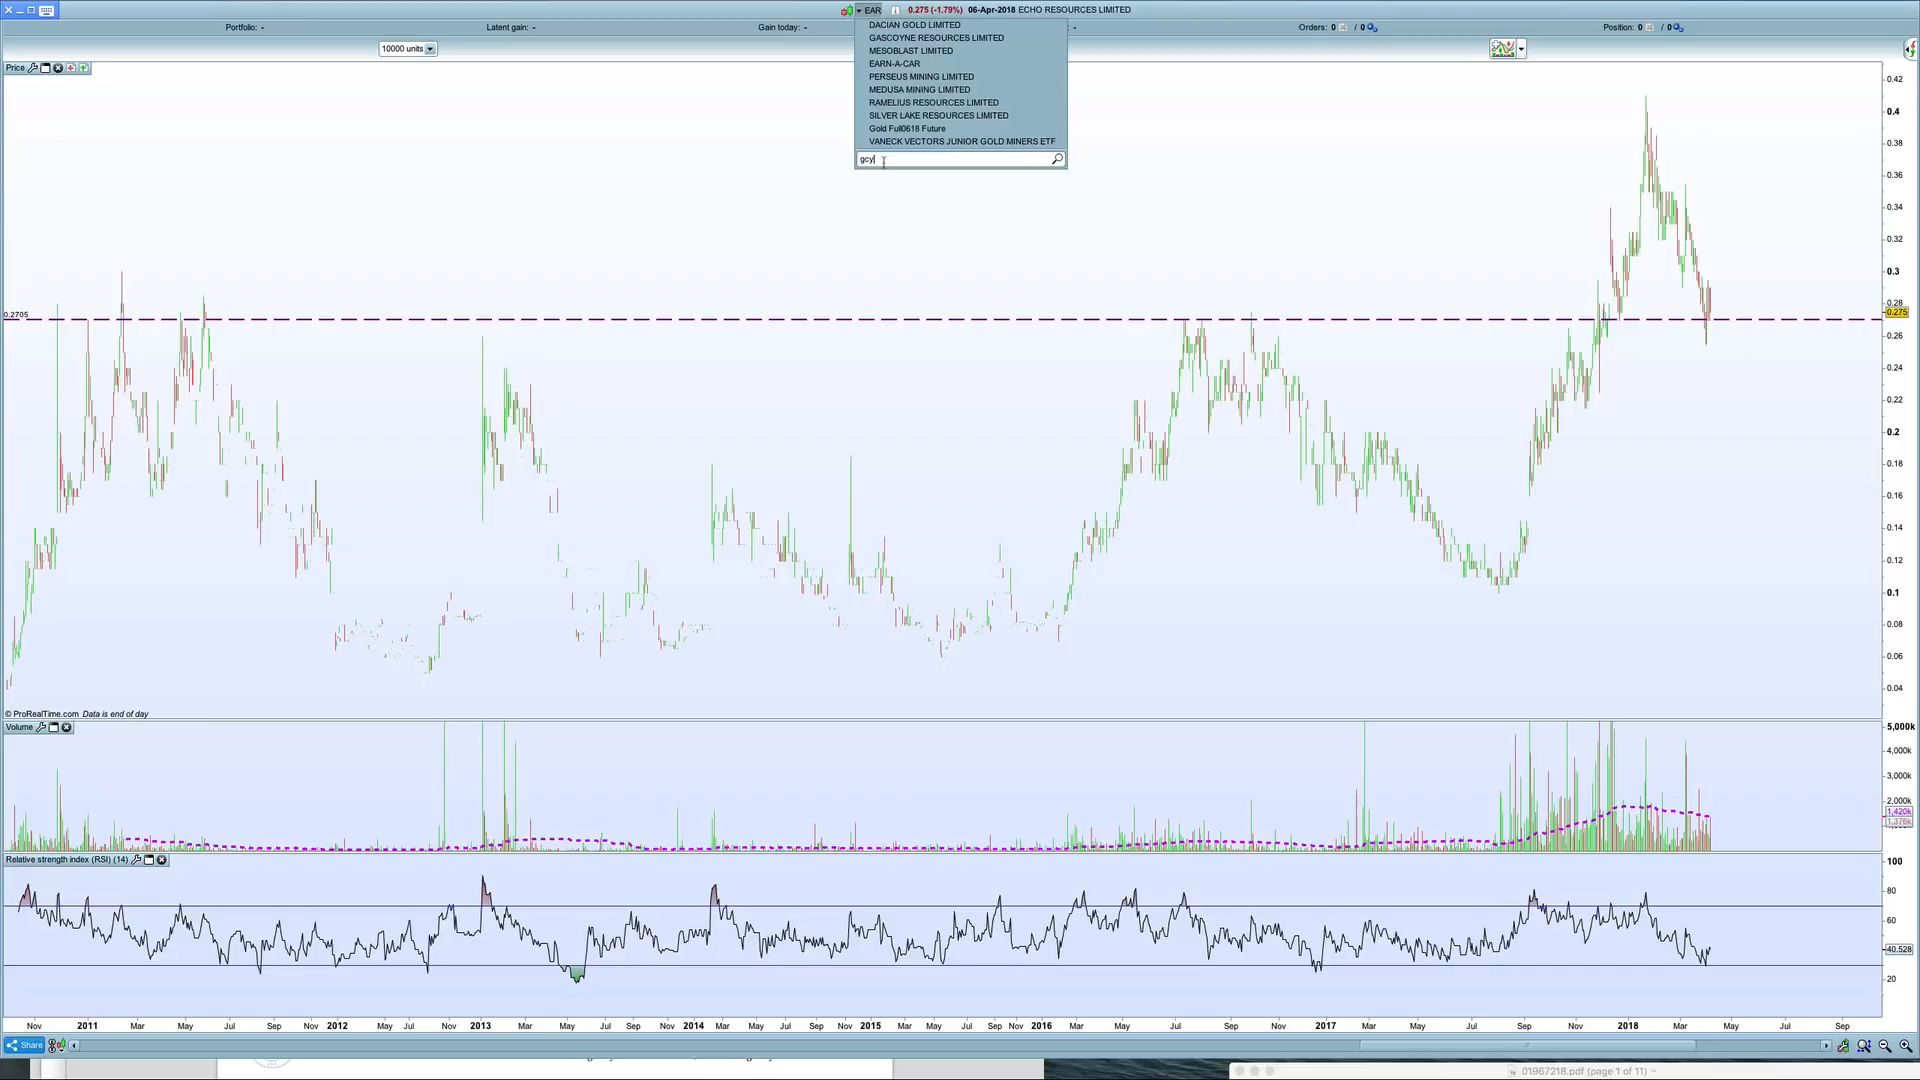 EAR 0.275 (-1.79%) 06-Apr-2018 ECHO RESOURCES LIMITED
Portfolio: - Latent gain: - Gain today: - - Orders: 0 / 0 Position: 0 / 0
DACIAN GOLD LIMITED
GASCOYNE RESOURCES LIMITED
MESOBLAST LIMITED
EARN-A-CAR
PERSEUS MINING LIMITED
MEDUSA MINING LIMITED
RAMELIUS RESOURCES LIMITED
SILVER LAKE RESOURCES LIMITED
Gold Full0618 Future
VANECK VECTORS JUNIOR GOLD MINERS ETF
gcy
10000 units
Price
0.42
0.4
0.38
0.36
0.34
0.32
0.3
0.28
0.275
0.26
0.24
0.22
0.2
0.18
0.16
0.14
0.12
0.1
0.08
0.06
0.04
0.2705
© ProRealTime.com Data is end of day
Volume
5,000k
4,000k
3,000k
2,000k
1,420k
1,376k
Relative strength index (RSI) (14)
100
80
60
40.528
20
Nov 2011 Mar May Jul Sep Nov 2012 May Jul Nov 2013 Mar May Jul Sep Nov 2014 Mar May Jul Sep Nov 2015 Mar May Jul Sep Nov 2016 Mar May Jul Sep Nov 2017 Mar May Jul Sep Nov 2018 Mar May Jul Sep
Share
01967218.pdf (page 1 of 11)